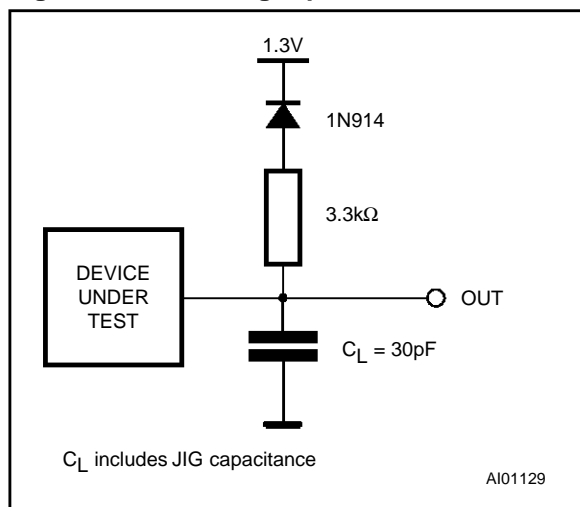 1.3V
1N914
3.3kΩ
DEVICE
UNDER
TEST
OUT
CL = 30pF
CL includes JIG capacitance
AI01129